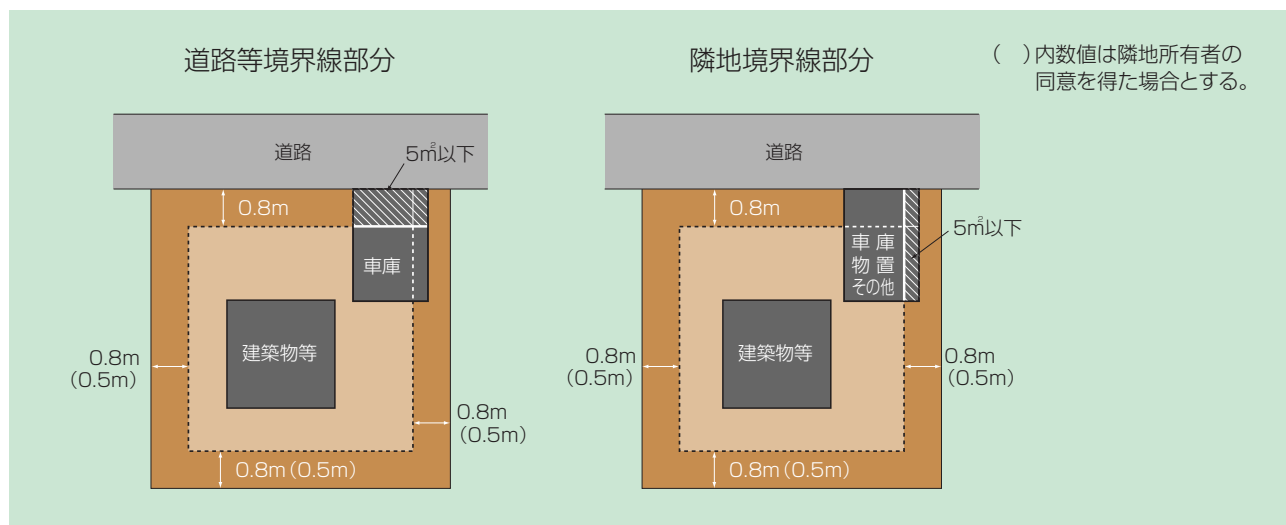 道路等境界線部分
道路
5㎡以下
0.8m
車庫
建築物等
0.8m
(0.5m)
0.8m
(0.5m)
0.8m(0.5m)
隣地境界線部分
道路
0.8m
5㎡以下
車庫
物置
その他
建築物等
0.8m
(0.5m)
0.8m
(0.5m)
0.8m(0.5m)
(　)内数値は隣地所有者の
同意を得た場合とする。